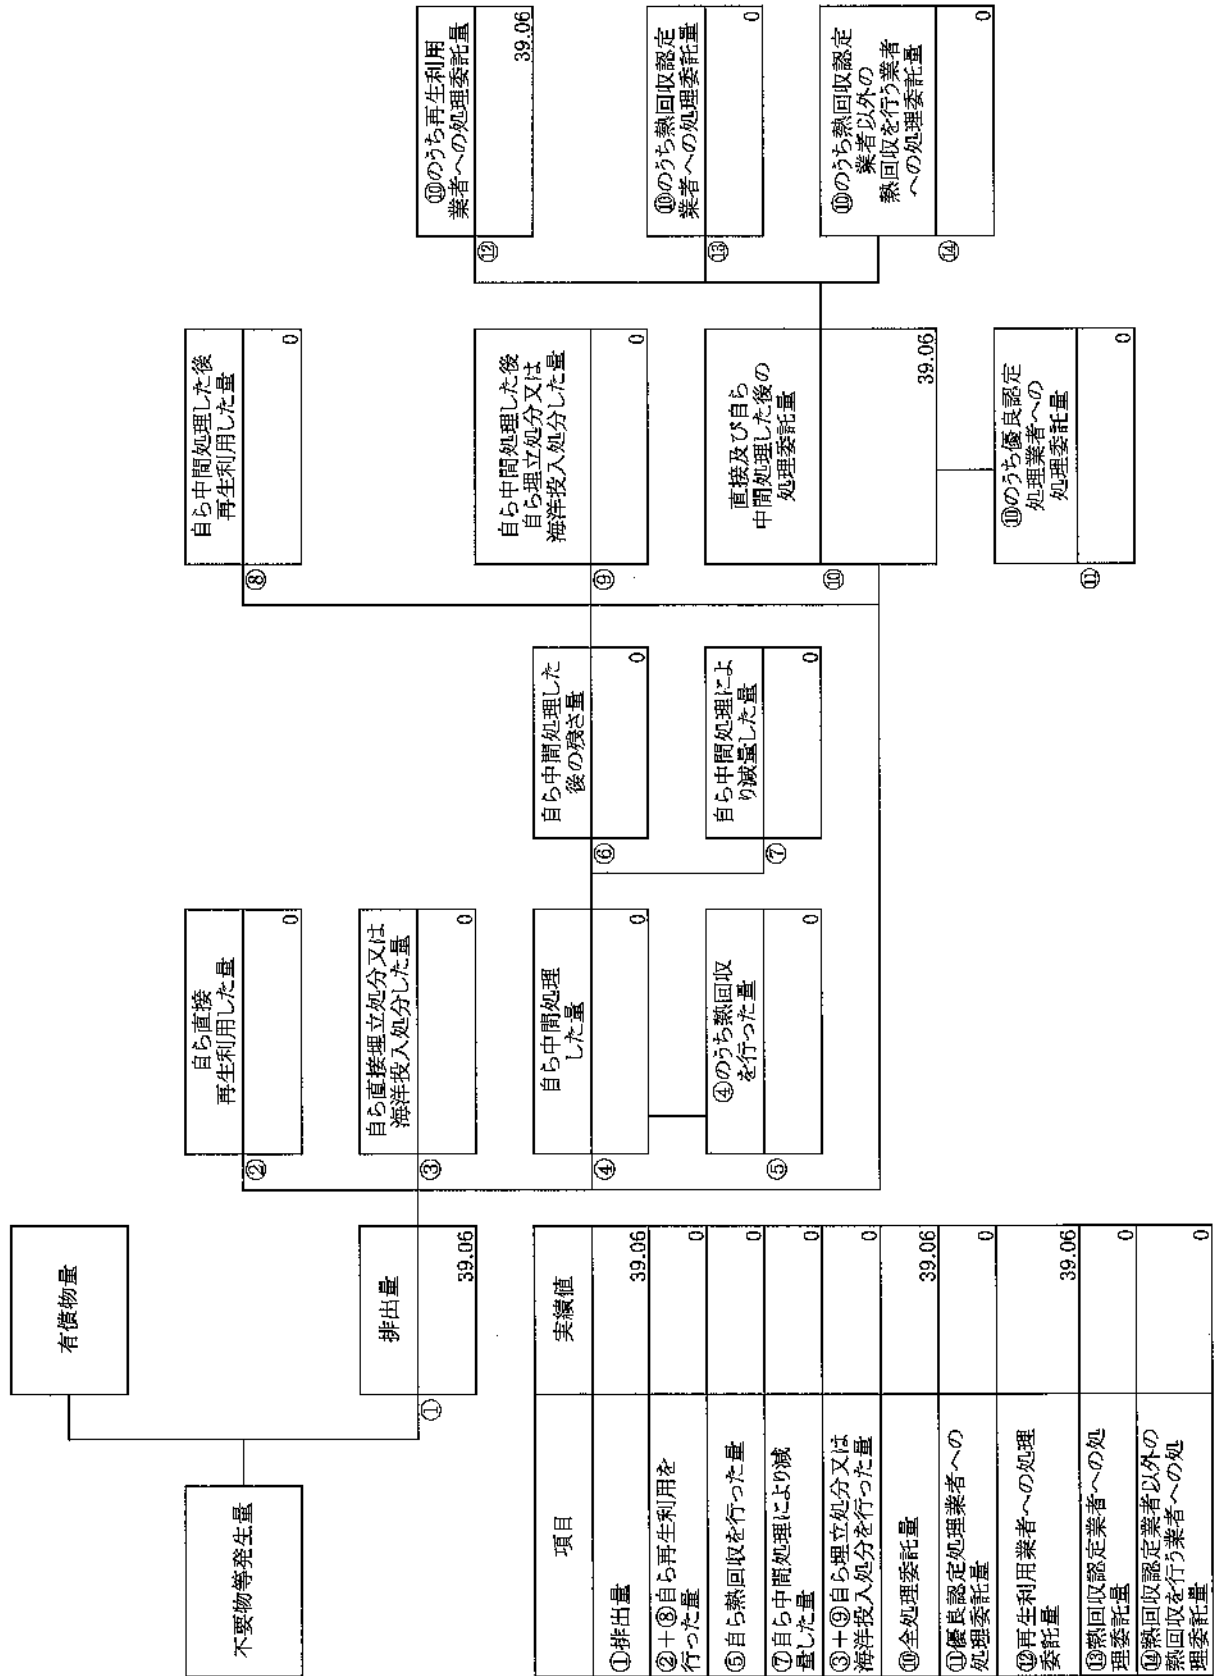 不要物等発生量
有償物量
①
排出量
39.06
②
自ら直接
再生利用した量
0
③
自ら直接埋立処分又は
海洋投入処分した量
0
④
自ら中間処理
した量
0
⑤
④のうち熱回収
を行った量
0
⑥
自ら中間処理した
後の残さ量
0
⑦
自ら中間処理によ
り減量した量
0
⑧
自ら中間処理した後
再生利用した量
0
⑨
自ら中間処理した後
自ら埋立処分又は
海洋投入処分した量
0
⑩
直接及び自ら
中間処理した後の
処理委託量
39.06
⑪
⑩のうち優良認定
処理業者への
処理委託量
0
⑫
⑩のうち再生利用
業者への処理委託量
39.06
⑬
⑩のうち熱回収認定
業者への処理委託量
0
⑭
⑩のうち熱回収認定
業者以外の
熱回収を行う業者
への処理委託量
0
項目 実績値
①排出量 39.06
②+⑧自ら再生利用を
行った量 0
⑤自ら熱回収を行った量 0
⑦自ら中間処理により減
量した量 0
③+⑨自ら埋立処分又は
海洋投入処分を行った量 0
⑩全処理委託量 39.06
⑪優良認定処理業者への
処理委託量 0
⑫再生利用業者への処理
委託量 39.06
⑬熱回収認定業者への処
理委託量 0
⑭熱回収認定業者以外の
熱回収を行う業者への処
理委託量 0